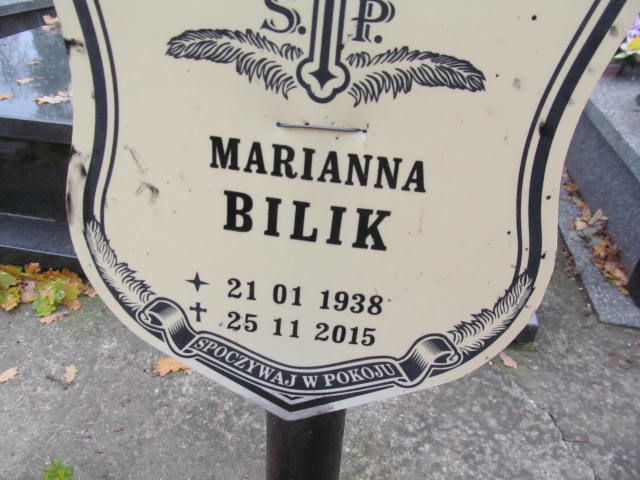 Ś. P.
MARIANNA
BILIK
21 01 1938
25 11 2015
SPOCZYWAJ W POKOJU